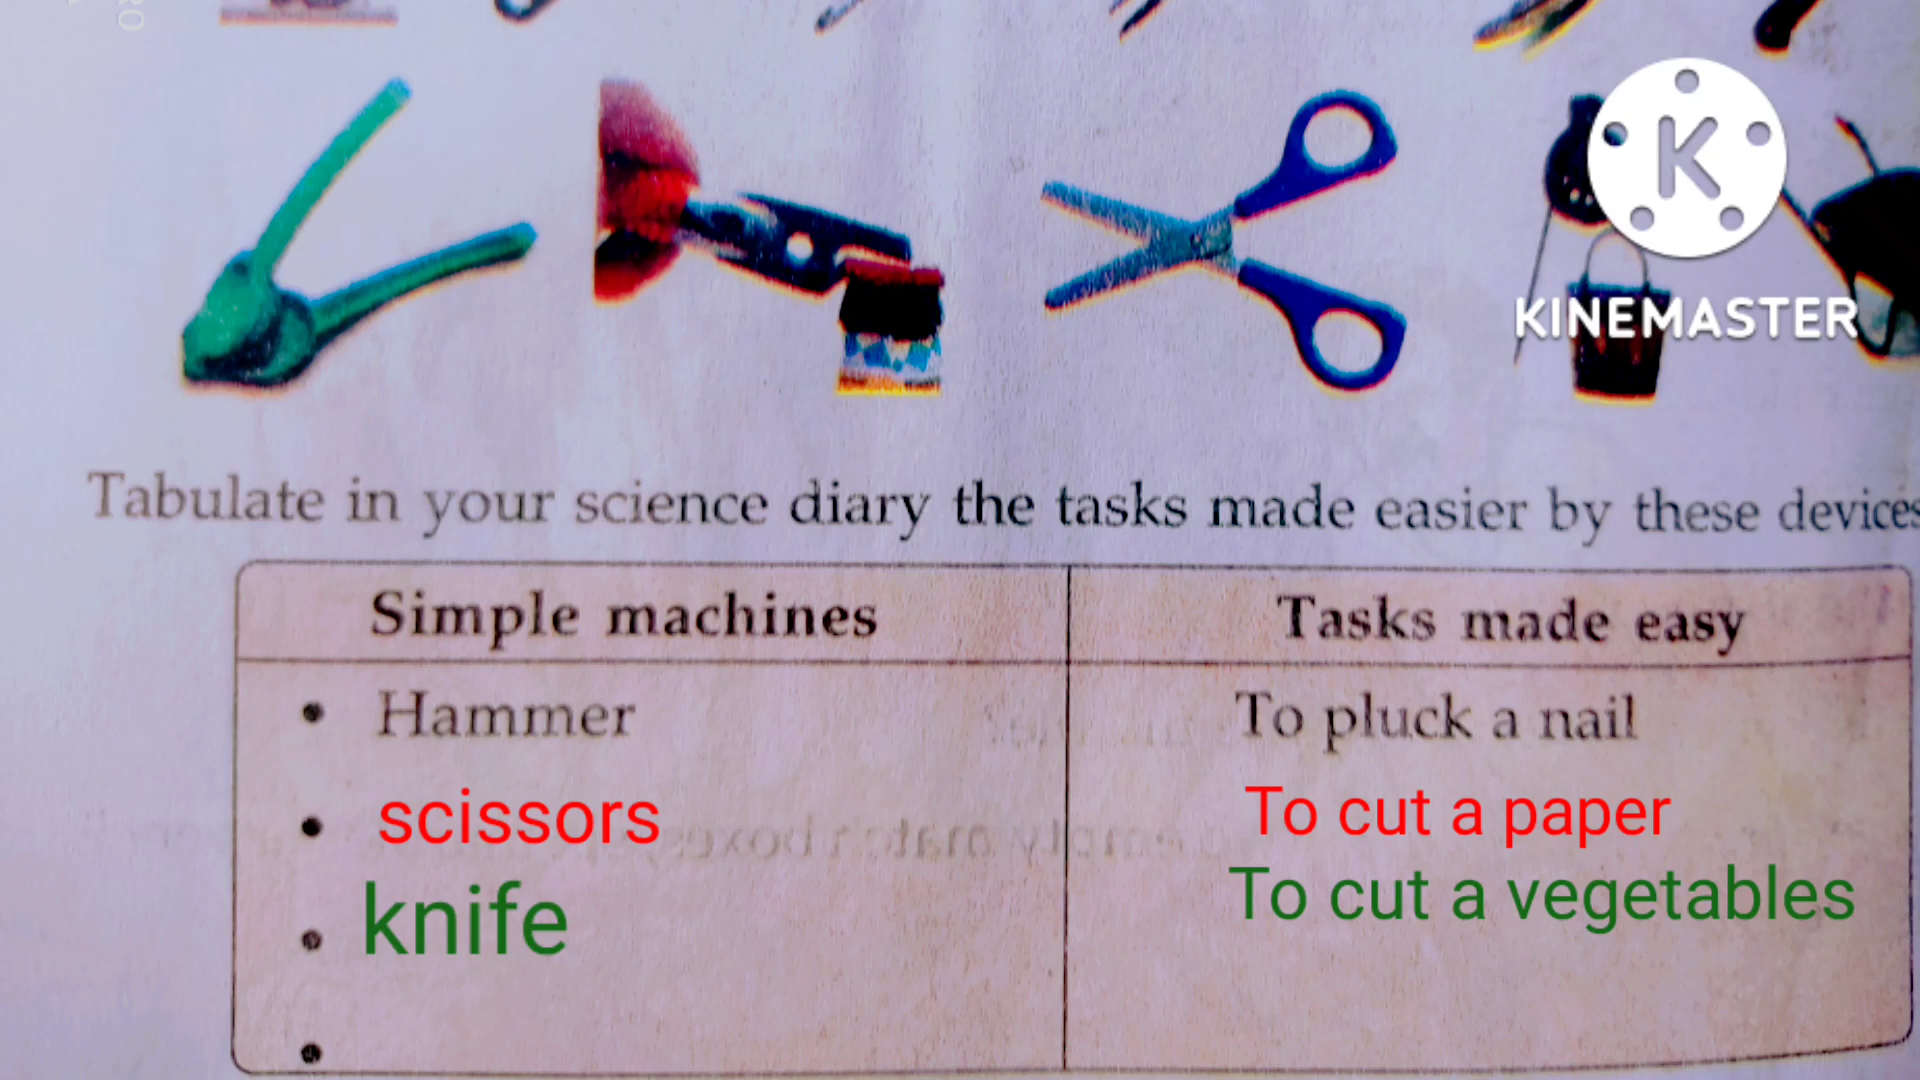 K
KINEMASTER
Tabulate in your science diary the tasks made easier by these devices
Simple machines Tasks made easy
• Hammer To pluck a nail
• scissors To cut a paper
• knife To cut a vegetables
•